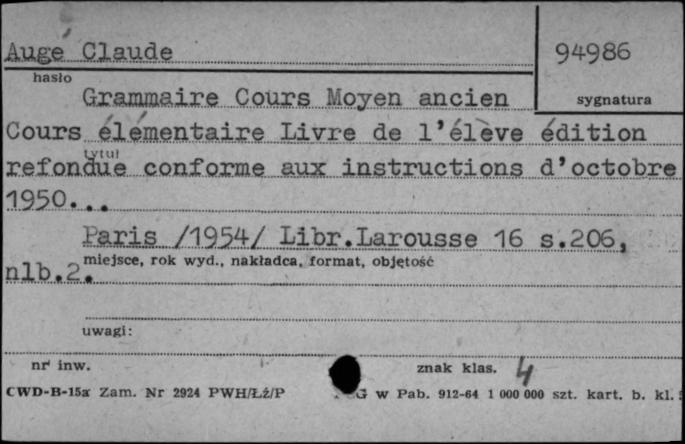 Augé Claude 94986
hasło
Grammaire Cours Moyen ancien sygnatura
Cours élémentaire Livre de l'élève édition
tytuł
refondue conforme aux instructions d'octobre
1950...
Paris /1954/ Libr.Larousse 16 s.206,
miejsce, rok wyd., nakładca, format, objętość
nlb.2.
uwagi:
nr inw. znak klas. 4
CWD-B-15a Zam. Nr 2924 PWH/Łź/P G w Pab. 912-64 1 000 000 szt. kart. b. kl.